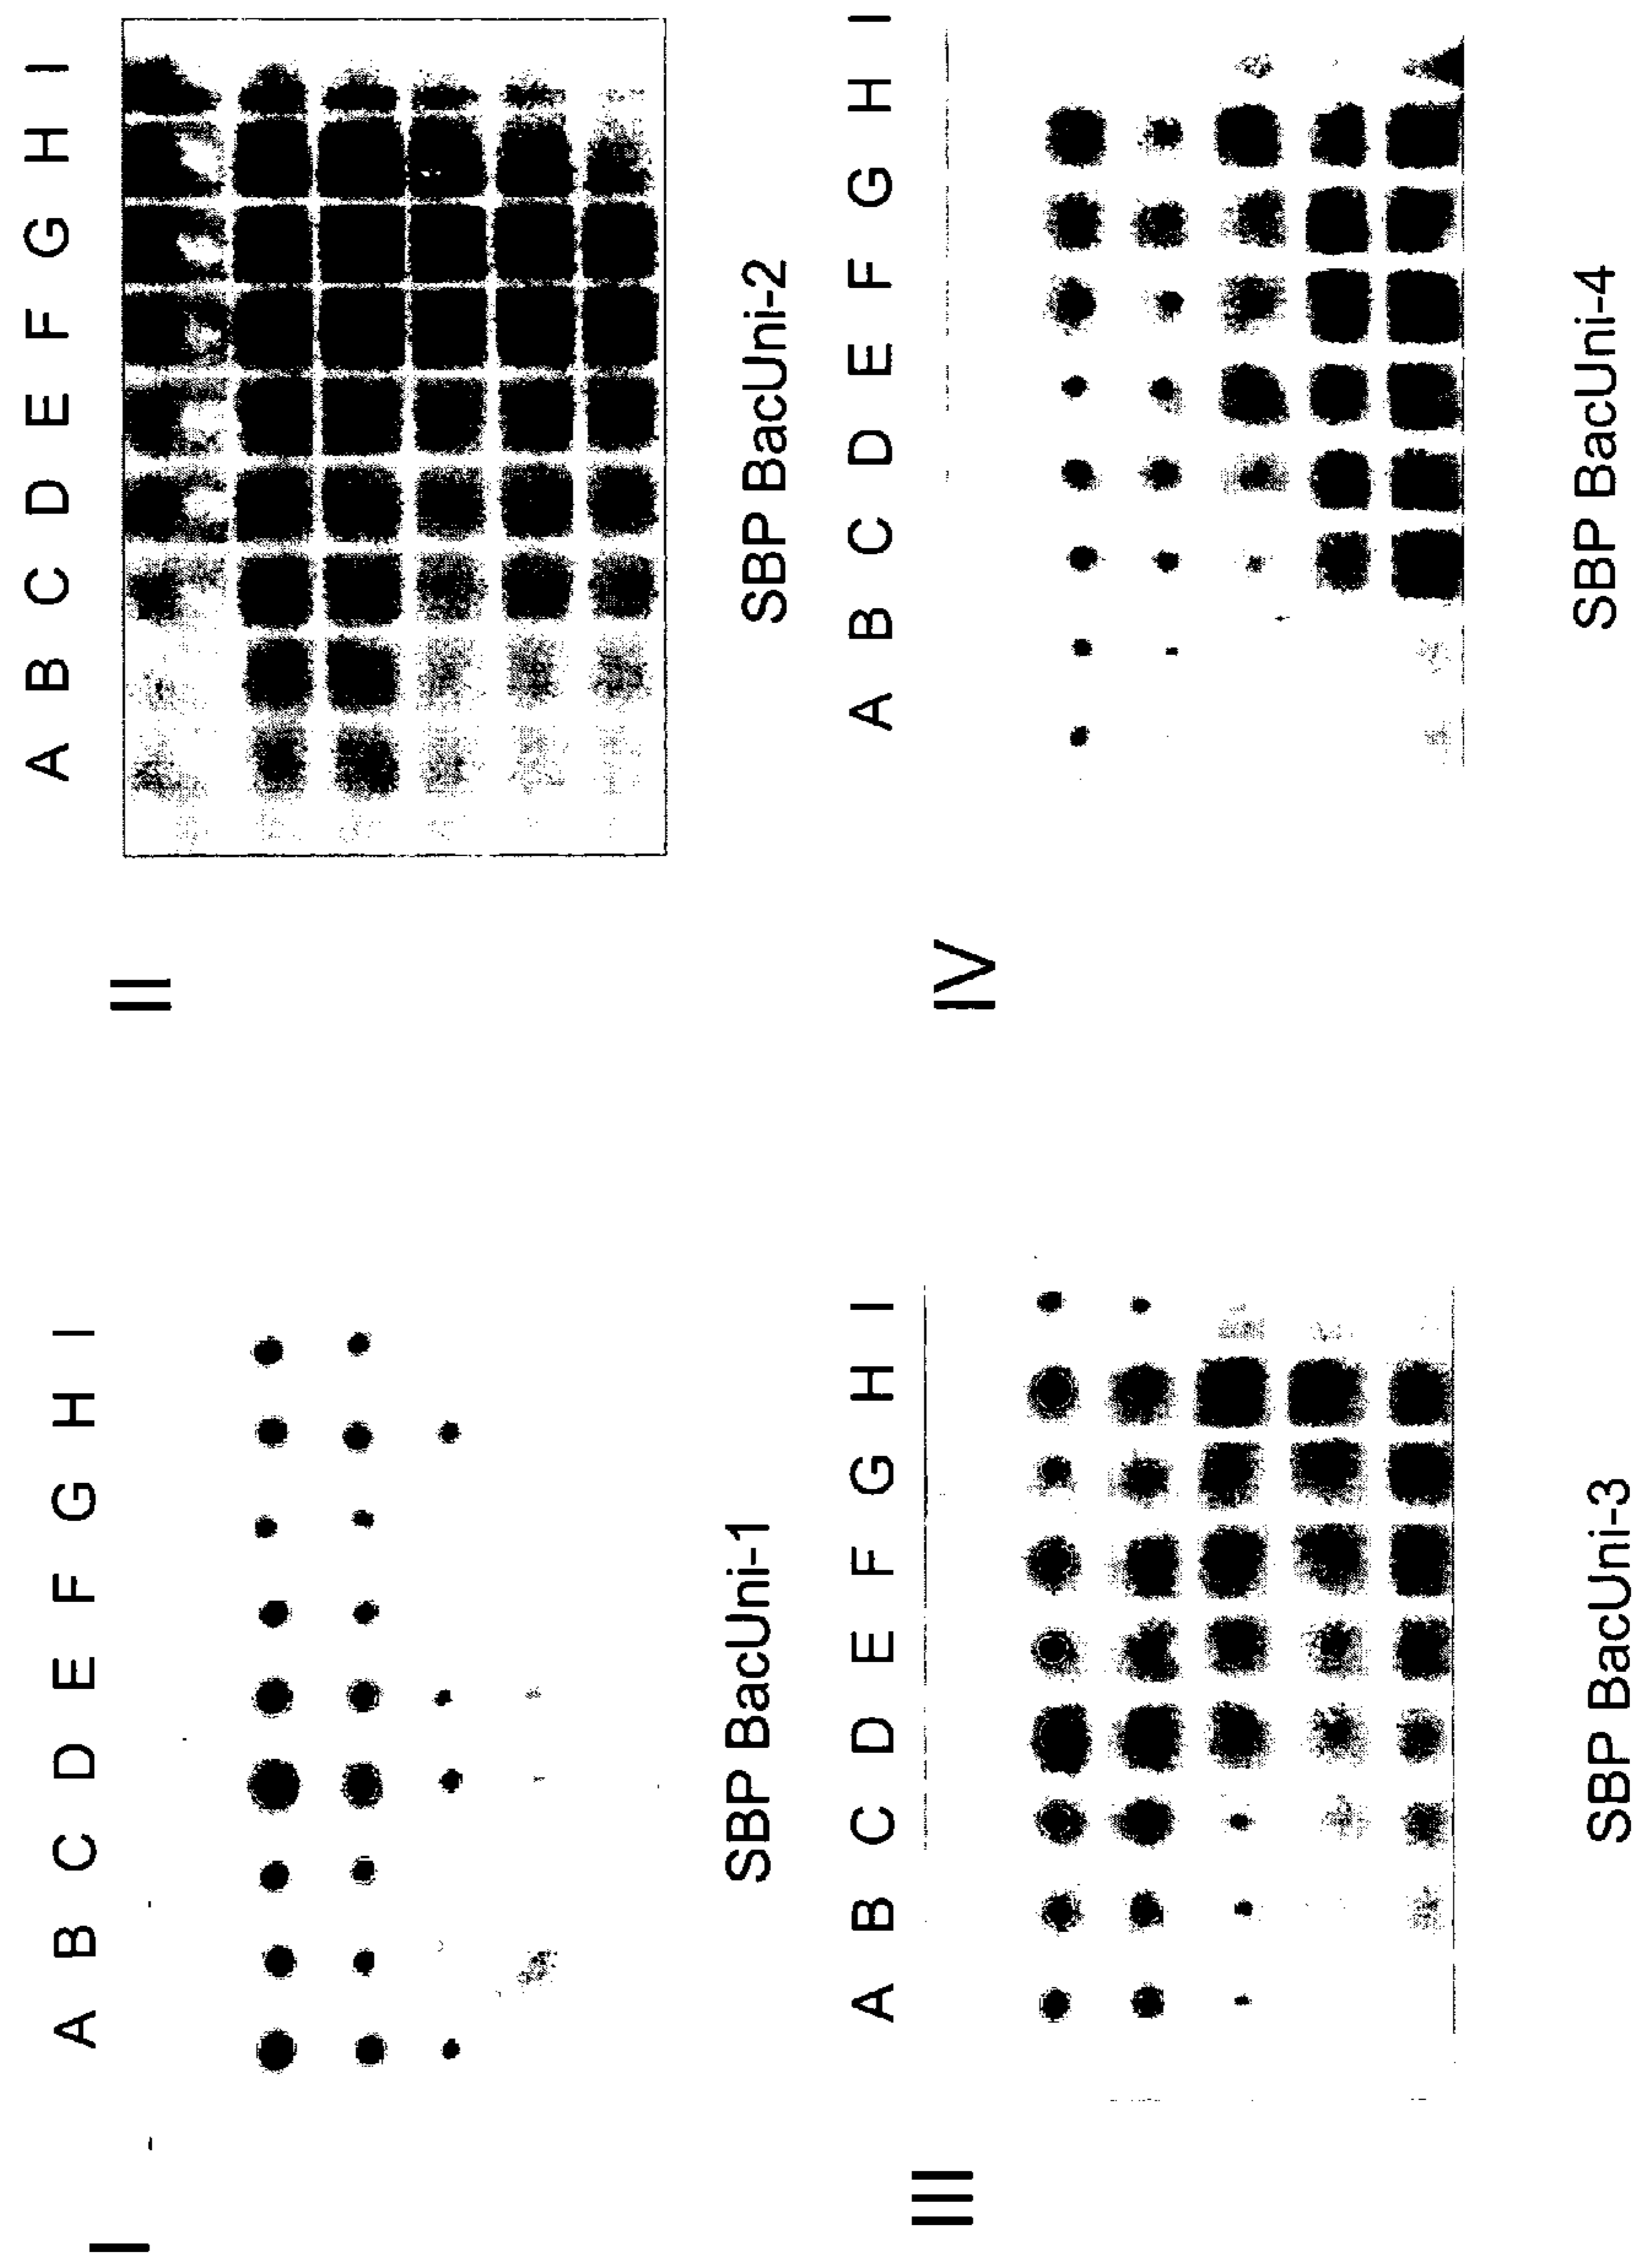 I
A B C D E F G H I
SBP BacUni-1
II
A B C D E F G H I
SBP BacUni-2
III
A B C D E F G H I
SBP BacUni-3
IV
A B C D E F G H I
SBP BacUni-4